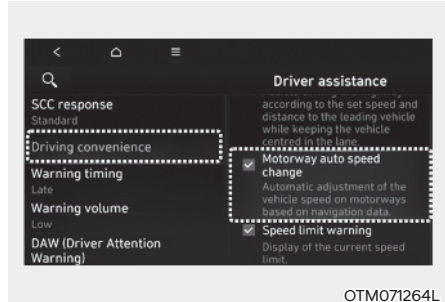 Driver assistance
SCC response
Standard
Driving convenience
Warning timing
Late
Warning volume
Low
DAW (Driver Attention
Warning)
according to the set speed and
distance to the leading vehicle
while keeping the vehicle
centred in the lane.
Motorway auto speed
change
Automatic adjustment of the
vehicle speed on motorways
based on navigation data.
Speed limit warning
Display of the current speed
limit.
OTM071264L